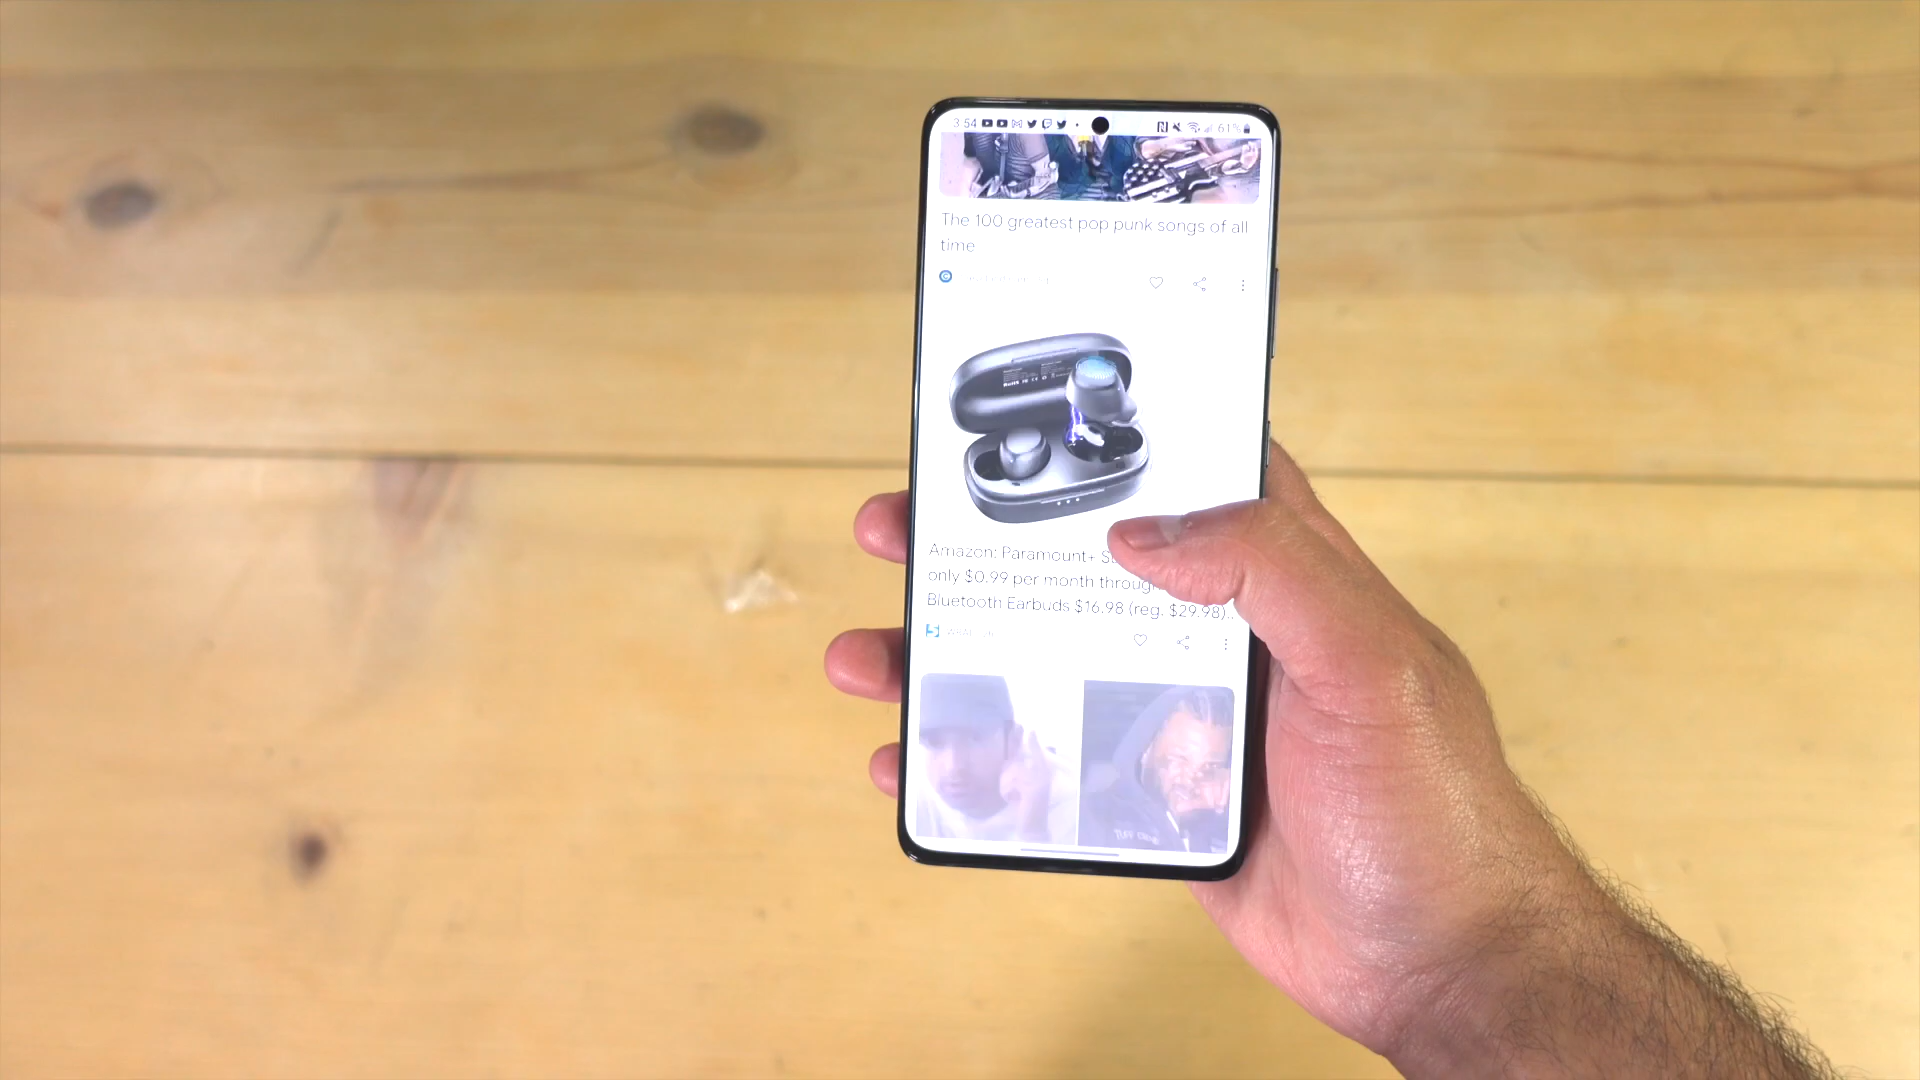 3:54
61%
The 100 greatest pop punk songs of all
time
Amazon: Paramount+
only $0.99 per month through
Bluetooth Earbuds $16.98 (reg. $29.98)..